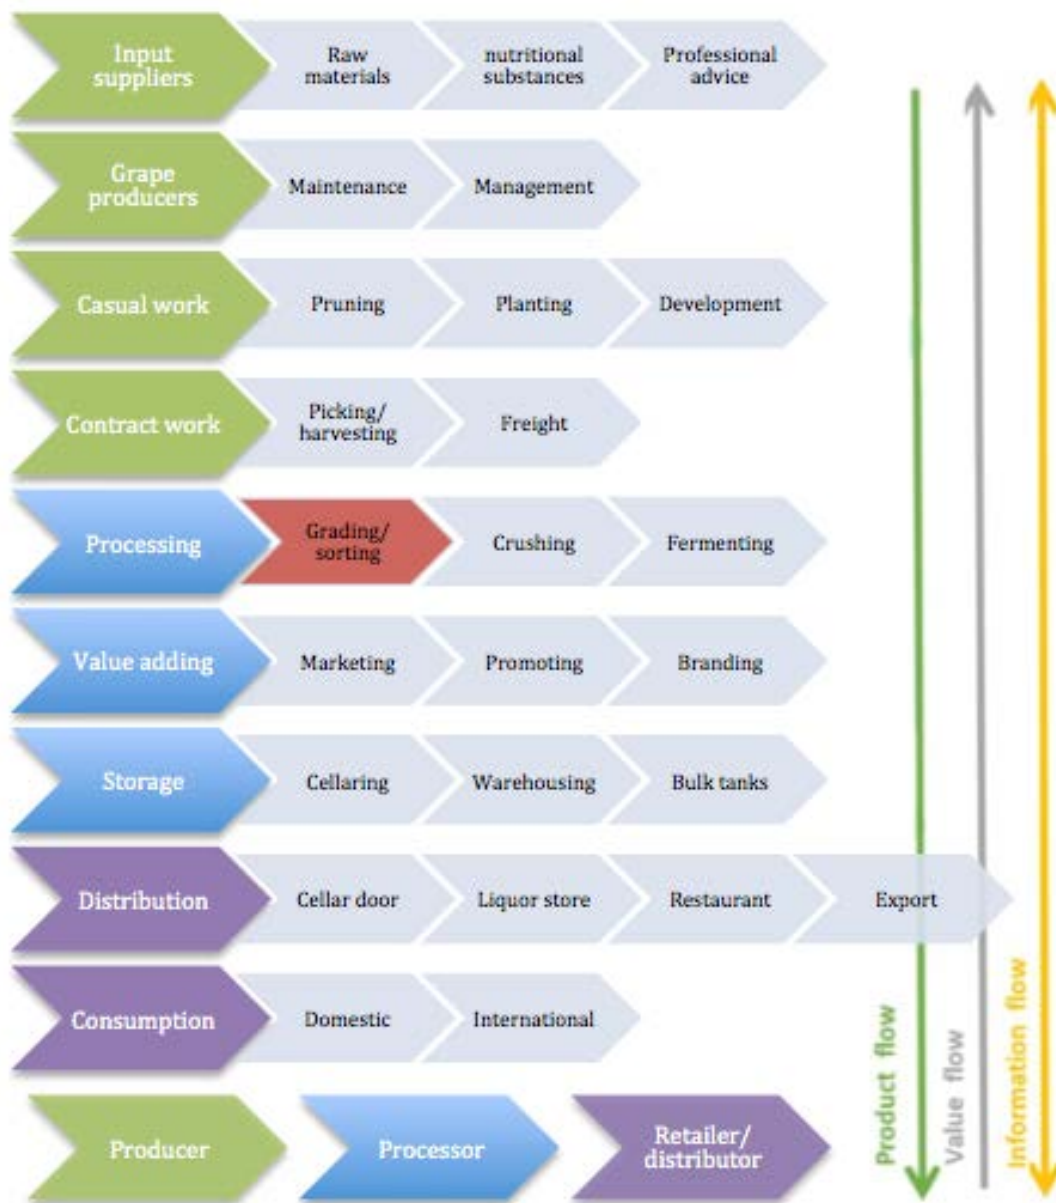 Input
suppliers
Raw
materials
nutritional
substances
Professional
advice
Grape
producers
Maintenance
Management
Casual work
Pruning
Planting
Development
Contract work
Picking/
harvesting
Freight
Processing
Grading/
sorting
Crushing
Fermenting
Value adding
Marketing
Promoting
Branding
Storage
Cellaring
Warehousing
Bulk tanks
Distribution
Cellar door
Liquor store
Restaurant
Export
Consumption
Domestic
International
Producer
Processor
Retailer/
distributor
Product flow
Value flow
Information flow